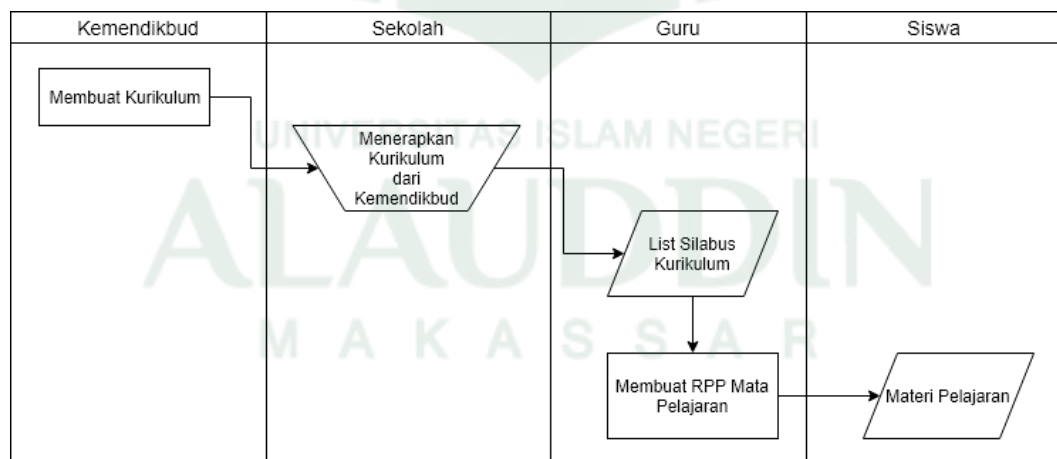 Kemendikbud
Sekolah
Guru
Siswa
Membuat Kurikulum
UNIVERSITAS ISLAM NEGERI
Menerapkan
Kurikulum
dari
Kemendikbud
ALAUDDIN
List Silabus
Kurikulum
MAKASSAR
Membuat RPP Mata
Pelajaran
Materi Pelajaran